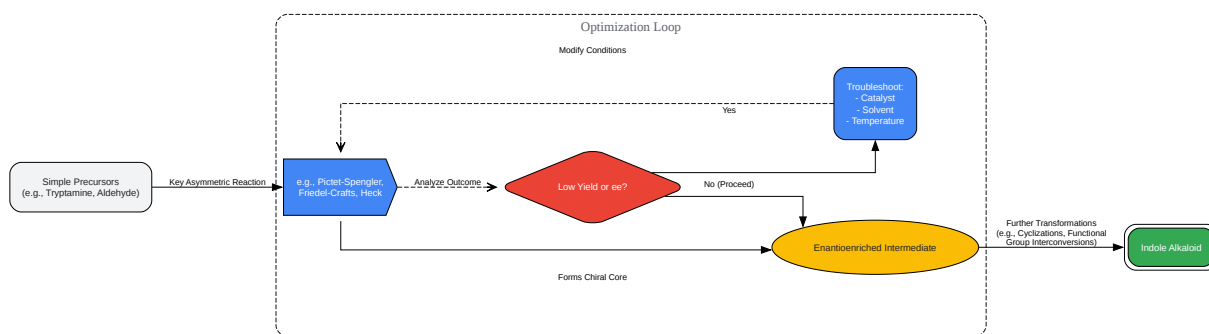 Optimization Loop
Modify Conditions
Troubleshoot:
- Catalyst
- Solvent
- Temperature
Yes
Simple Precursors
(e.g., Tryptamine, Aldehyde)
Key Asymmetric Reaction
e.g., Pictet-Spengler,
Friedel-Crafts, Heck
Analyze Outcome
Low Yield or ee?
No (Proceed)
Enantioenriched Intermediate
Forms Chiral Core
Further Transformations
(e.g., Cyclizations, Functional
Group Interconversions)
Indole Alkaloid